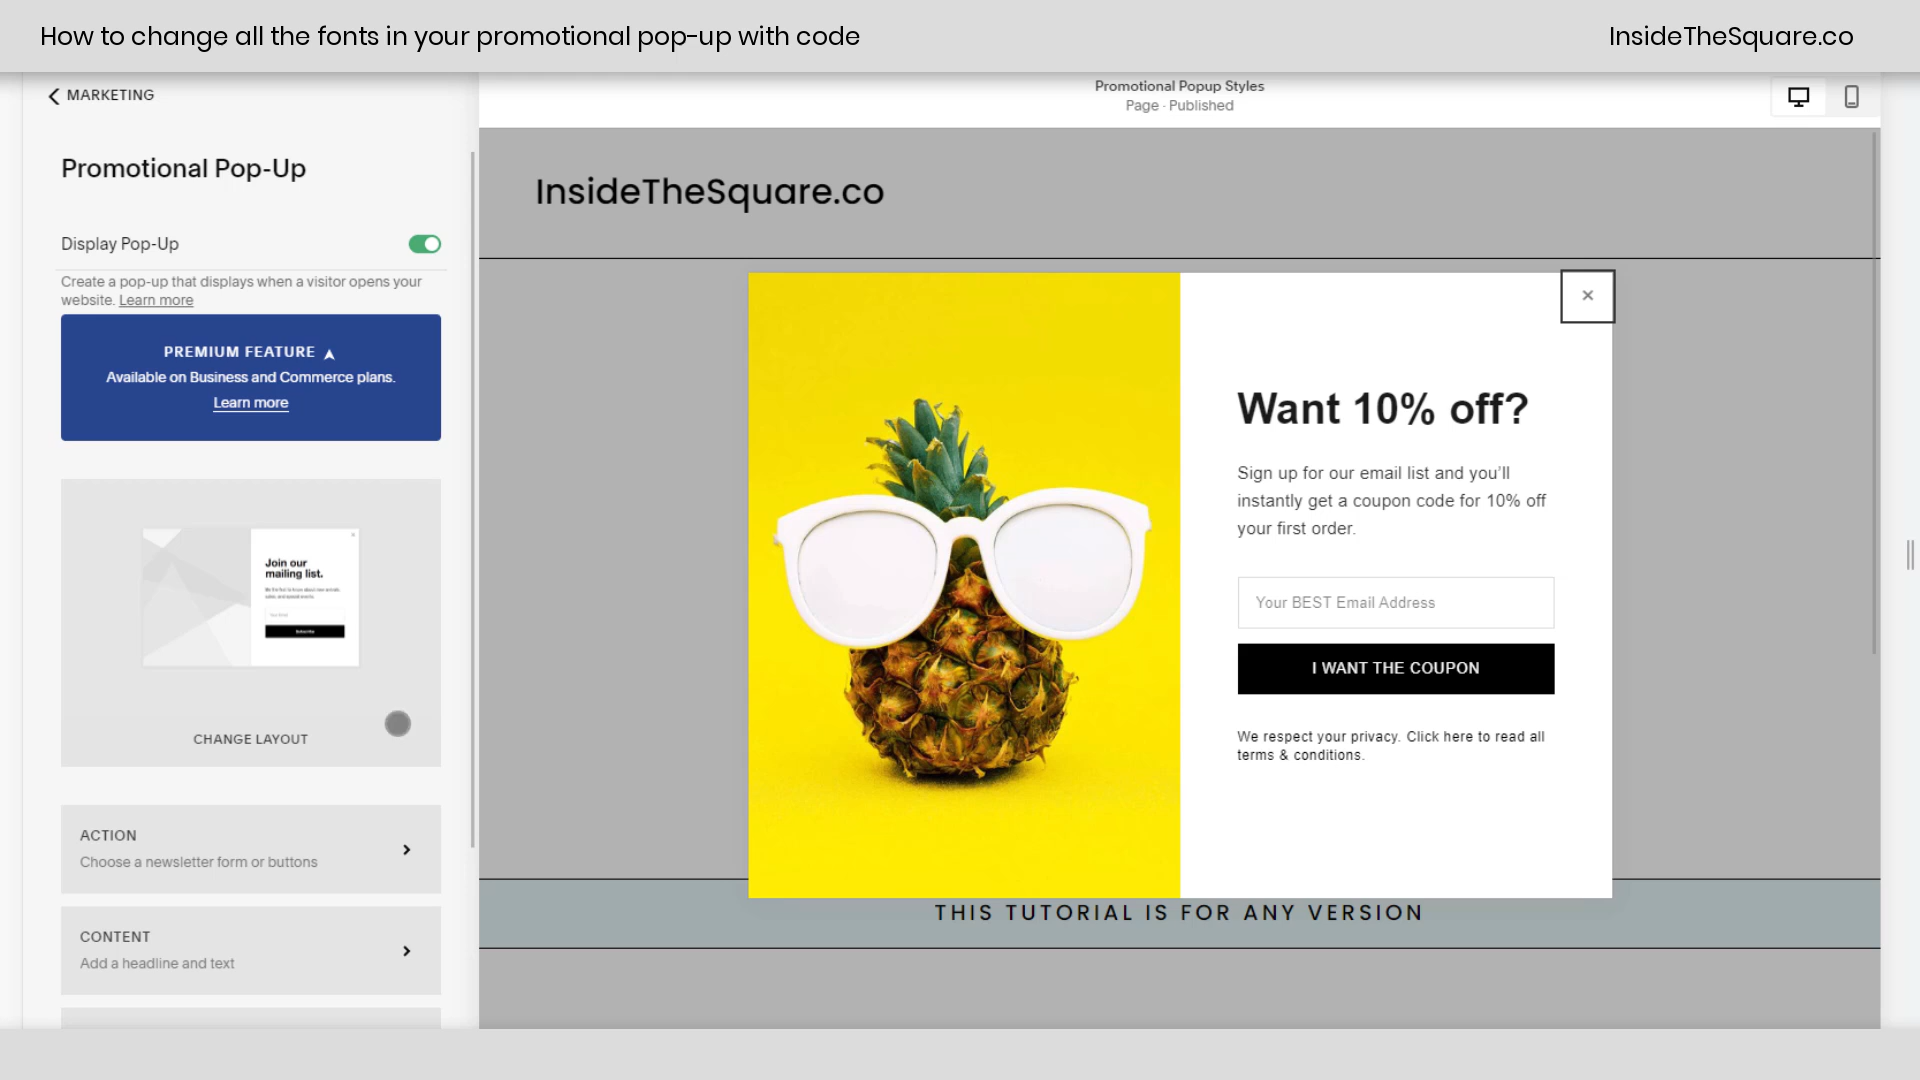 How to change all the fonts in your promotional pop-up with code
InsideTheSquare.co
MARKETING
Promotional Popup Styles
Page · Published
Promotional Pop-Up
InsideTheSquare.co
Display Pop-Up
Create a pop-up that displays when a visitor opens your
website. Learn more
PREMIUM FEATURE
Available on Business and Commerce plans.
Learn more
Join our
mailing list.
Subscribe
CHANGE LAYOUT
ACTION
Choose a newsletter form or buttons
CONTENT
Add a headline and text
×
Want 10% off?
Sign up for our email list and you'll
instantly get a coupon code for 10% off
your first order.
Your BEST Email Address
I WANT THE COUPON
We respect your privacy. Click here to read all
terms & conditions.
THIS TUTORIAL IS FOR ANY VERSION